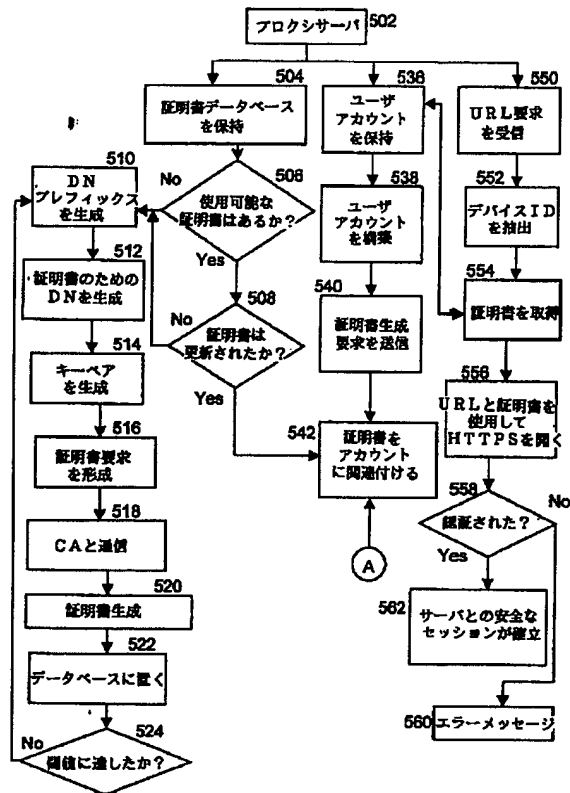 プロクシサーバ
502
504
証明書データベース
を保持
538
ユーザ
アカウント
を保持
550
URL要求
を受信
510
DN
プレフィックス
を生成
No
506
使用可能な
証明書はあるか?
Yes
538
ユーザ
アカウント
を構築
552
デバイスID
を抽出
512
証明書のための
DNを生成
508
No
証明書は
更新されたか?
Yes
540
証明書生成
要求を送信
554
証明書を取得
514
キーペア
を生成
556
URLと証明書を
使用して
HTTPSを開く
516
証明書要求
を形成
542
証明書を
アカウント
に関連付ける
558
認証された?
No
Yes
518
CAと通信
A
520
証明書生成
562
サーバとの安全な
セッションが確立
522
データベースに置く
524
No
閾値に達したか?
560
エラーメッセージ